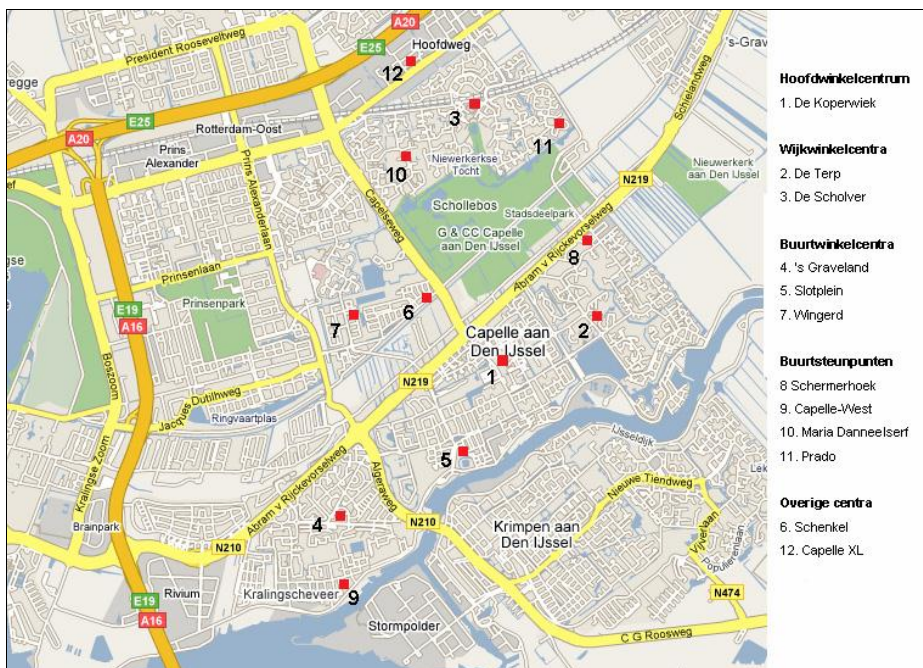 A20
E25
Hoofdweg
's-Grav
President Rooseveltweg
E25
12
regge
Schielandweg
3
A20
E25
Rotterdam-Oost
11
Prins
Alexander
10
Niewerkerkse
Tocht
Nieuwerkerk
aan Den IJssel
N219
Prins Alexanderlaan
Capelseweg
Schollebos
Stadsdeelpark
G & CC Capelle
aan Den IJssel
Abram v Rijckevorselweg
8
Prinsenlaan
Prinsenpark
6
E19
A16
7
2
Capelle aan
Den IJssel
Boszoom
1
N219
Jacques Dutilhweg
Ringvaartplas
IJsseldijk
Kralingse Zoom
5
Algeraweg
Abram v Rijckevorselweg
Nieuwe Tiendweg
4
N210
Krimpen aan
Den IJssel
Brainpark
N210
Vijverlaan
Populierenlaan
Rivium
Kralingscheveer
9
N474
E19
A16
Stormpolder
C G Roosweg
Hoofdwinkelcentrum
1. De Koperwiek
Wijkwinkelcentra
2. De Terp
3. De Scholver
Buurtwinkelcentra
4. 's Graveland
5. Slotplein
7. Wingerd
Buurtsteunpunten
8 Schermerhoek
9. Capelle-West
10. Maria Danneelserf
11. Prado
Overige centra
6. Schenkel
12. Capelle XL